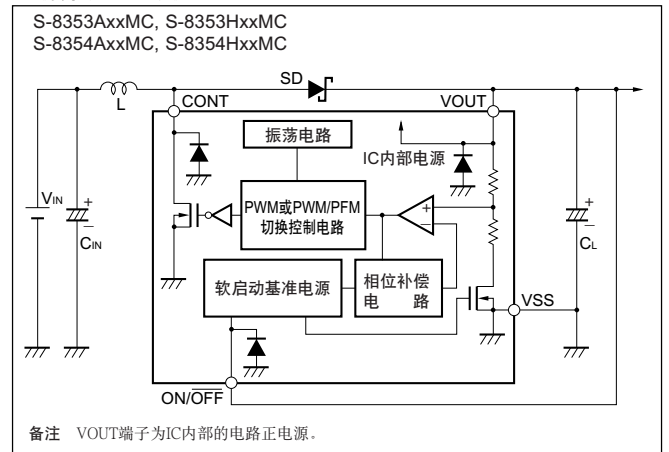 S-8353AxxMC, S-8353HxxMC
S-8354AxxMC, S-8354HxxMC
SD
L
CONT
VOUT
振荡电路
IC内部电源
VIN
+
−
CIN
PWM或PWM/PFM
切换控制电路
+
−
+
−
CL
软启动基准电源
相位补偿
电 路
VSS
ON/OFF
备注 VOUT端子为IC内部的电路正电源。